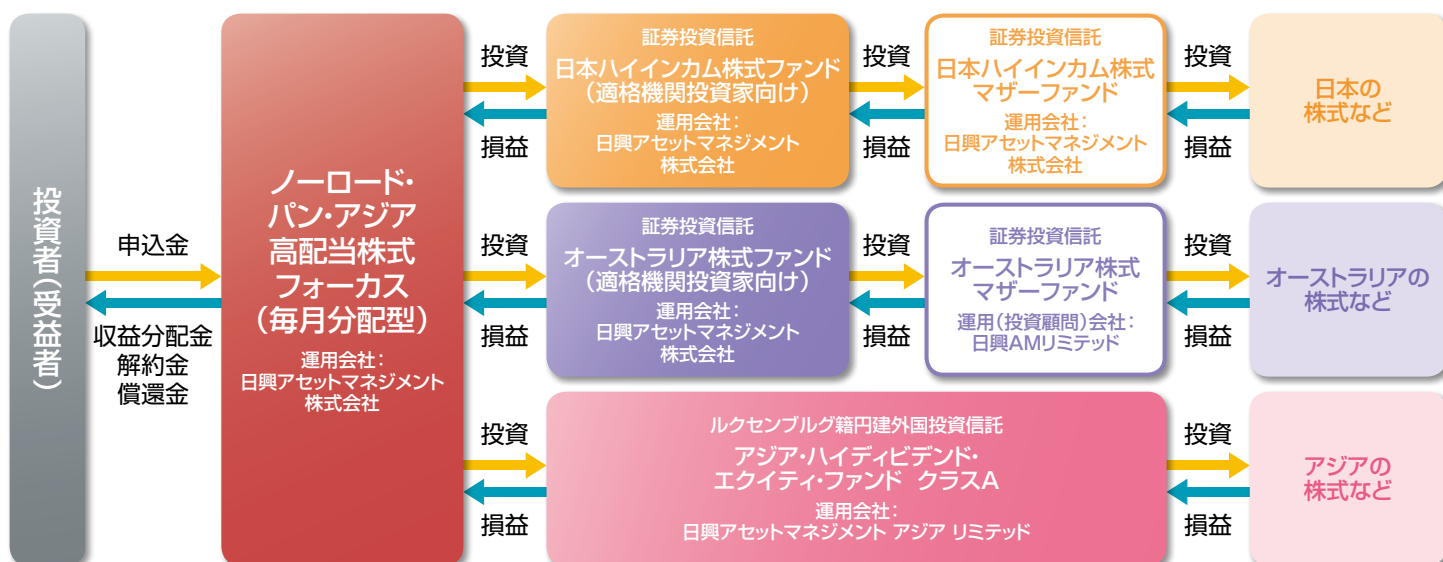 投資者(受益者)
申込金
収益分配金
解約金
償還金
ノーロード・
パン・アジア
高配当株式
フォーカス
(毎月分配型)
運用会社:
日興アセットマネジメント
株式会社
投資
損益
証券投資信託
日本ハイインカム株式ファンド
(適格機関投資家向け)
運用会社:
日興アセットマネジメント
株式会社
投資
損益
証券投資信託
日本ハイインカム株式
マザーファンド
運用会社:
日興アセットマネジメント
株式会社
投資
損益
日本の
株式など
投資
損益
証券投資信託
オーストラリア株式ファンド
(適格機関投資家向け)
運用会社:
日興アセットマネジメント
株式会社
投資
損益
証券投資信託
オーストラリア株式
マザーファンド
運用(投資顧問)会社:
日興AMリミテッド
投資
損益
オーストラリアの
株式など
投資
損益
ルクセンブルグ籍円建外国投資信託
アジア・ハイディビデンド・
エクイティ・ファンド クラスA
運用会社:
日興アセットマネジメント アジア リミテッド
投資
損益
アジアの
株式など